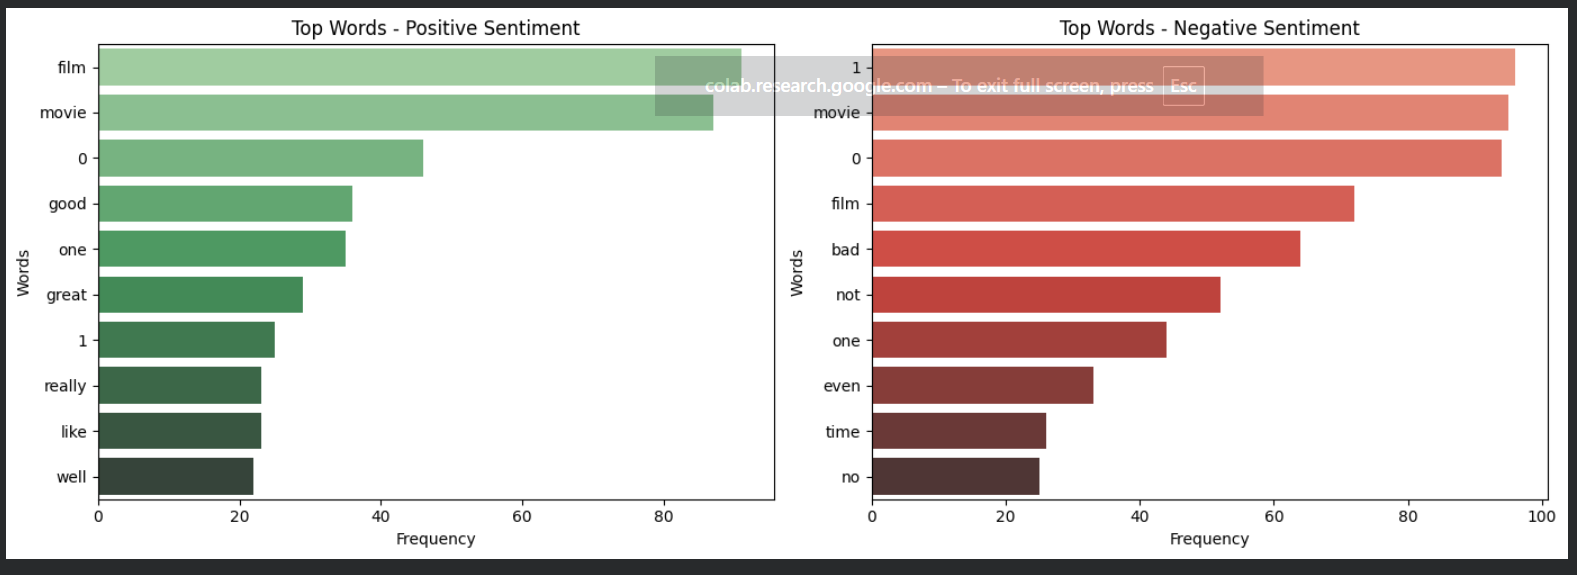 Top Words - Positive Sentiment
film
movie
0
good
one
great
1
really
like
well
Words
0 20 40 60 80
Frequency
Top Words - Negative Sentiment
1
movie
0
film
bad
not
one
even
time
no
Words
0 20 40 60 80 100
Frequency
colab.research.google.com – To exit full screen, press Esc